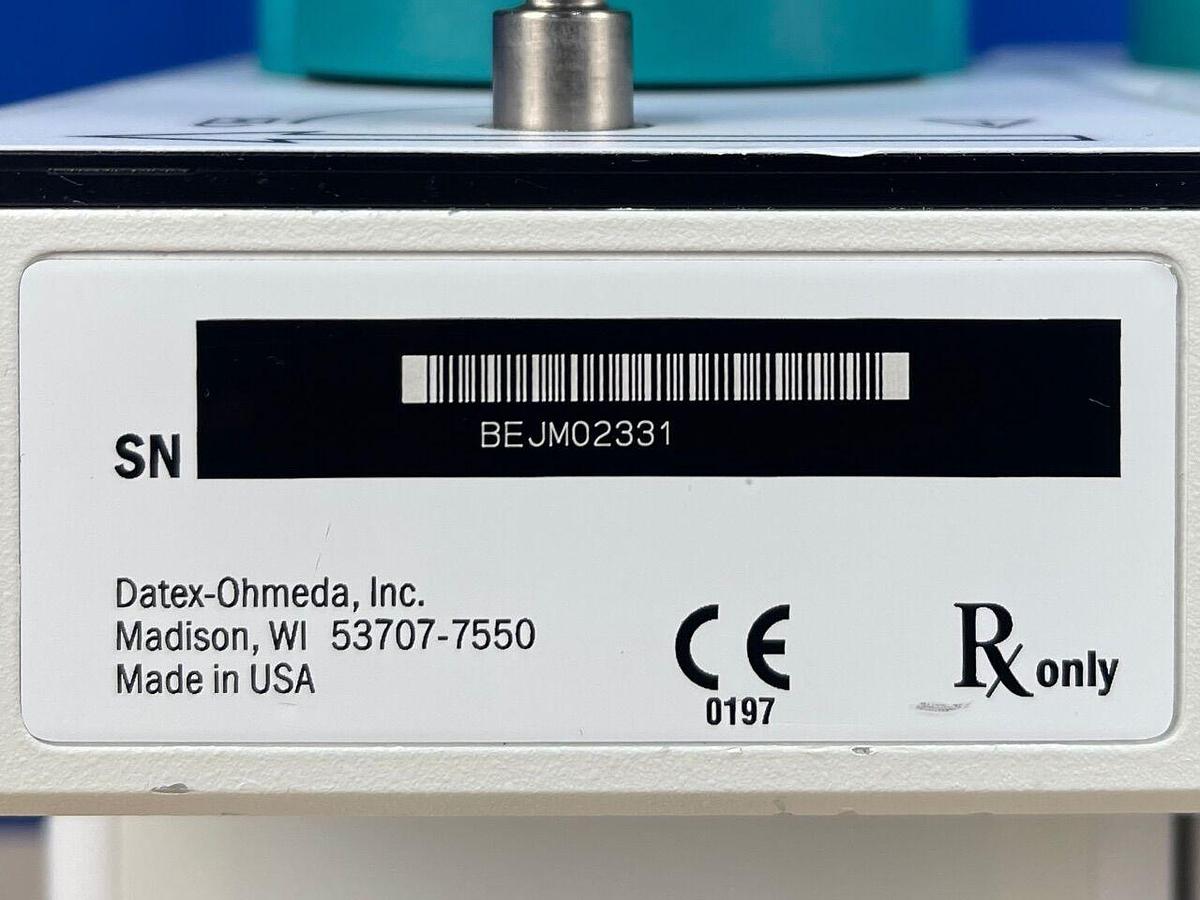 BEJM02331
SN
Datex-Ohmeda, Inc.
Madison, WI 53707-7550
Made in USA
CE
0197
Rx only